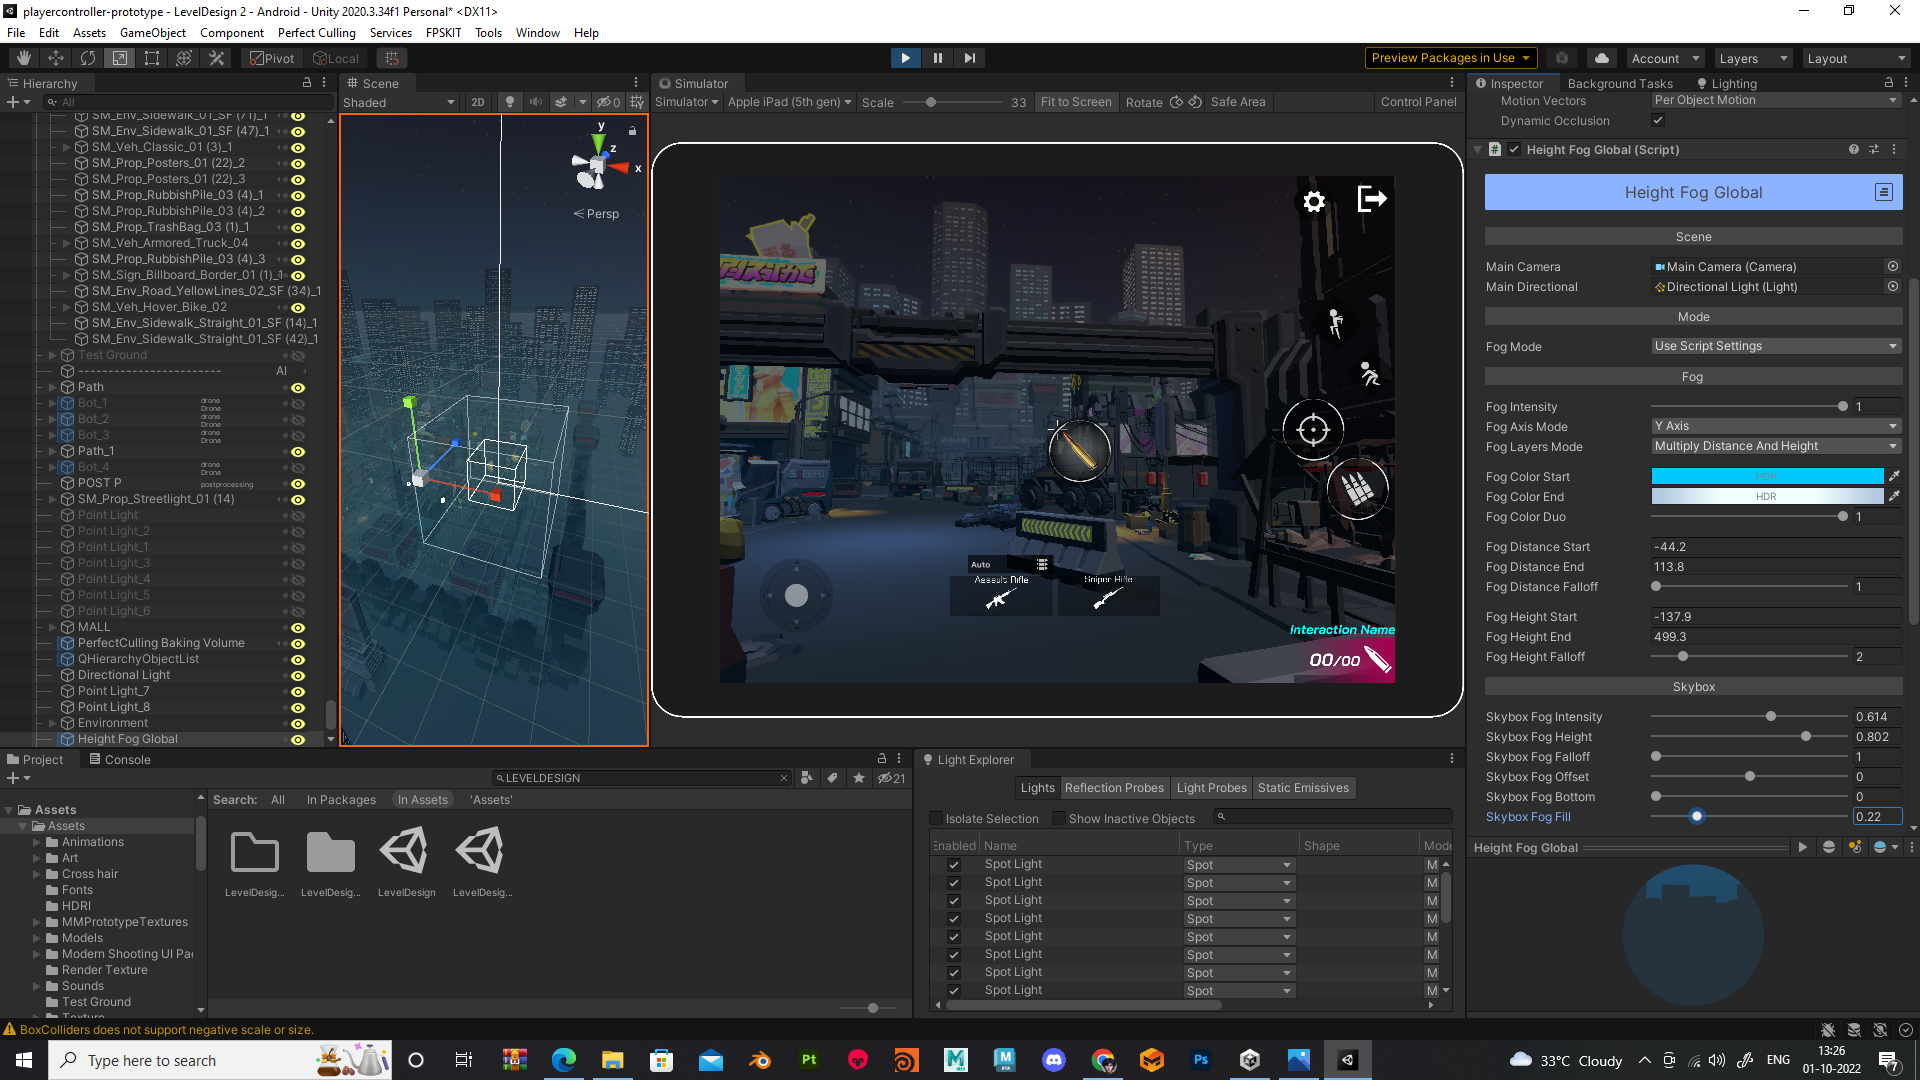 playercontroller-prototype - LevelDesign 2 - Android - Unity 2020.3.34f1 Personal* <DX11>
File Edit Assets GameObject Component Perfect Culling Services FPSKIT Tools Window Help
Pivot Local
Preview Packages in Use Account Layers Layout
Hierarchy
All
SM_Env_Sidewalk_01_SF (71)_1
SM_Env_Sidewalk_01_SF (47)_1
SM_Veh_Classic_01 (3)_1
SM_Prop_Posters_01 (22)_2
SM_Prop_Posters_01 (22)_3
SM_Prop_RubbishPile_03 (4)_1
SM_Prop_RubbishPile_03 (4)_2
SM_Prop_TrashBag_03 (1)_1
SM_Veh_Armored_Truck_04
SM_Prop_RubbishPile_03 (4)_3
SM_Sign_Billboard_Border_01 (1)_1
SM_Env_Road_YellowLines_02_SF (34)_1
SM_Veh_Hover_Bike_02
SM_Env_Sidewalk_Straight_01_SF (14)_1
SM_Env_Sidewalk_Straight_01_SF (42)_1
Test Ground
------------------------ AI
Path
Bot_1 drone Drone
Bot_2 drone Drone
Bot_3 drone Drone
Path_1
Bot_4 drone Drone
POST P postprocessing
SM_Prop_Streetlight_01 (14)
Point Light
Point Light_2
Point Light_1
Point Light_3
Point Light_4
Point Light_5
Point Light_6
MALL
PerfectCulling Baking Volume
QHierarchyObjectList
Directional Light
Point Light_7
Point Light_8
Environment
Height Fog Global
Scene
Shaded 2D 0
y
z
x
Persp
Simulator
Simulator Apple iPad (5th gen) Scale 33 Fit to Screen Rotate Safe Area Control Panel
Auto
Assault Rifle Sniper Rifle
Interaction Name
00/00
Inspector Background Tasks Lighting
Motion Vectors Per Object Motion
Dynamic Occlusion
Height Fog Global (Script)
Height Fog Global
Scene
Main Camera Main Camera (Camera)
Main Directional Directional Light (Light)
Mode
Fog Mode Use Script Settings
Fog
Fog Intensity 1
Fog Axis Mode Y Axis
Fog Layers Mode Multiply Distance And Height
Fog Color Start HDR
Fog Color End HDR
Fog Color Duo 1
Fog Distance Start -44.2
Fog Distance End 113.8
Fog Distance Falloff 1
Fog Height Start -137.9
Fog Height End 499.3
Fog Height Falloff 2
Skybox
Skybox Fog Intensity 0.614
Skybox Fog Height 0.802
Skybox Fog Falloff 1
Skybox Fog Offset 0
Skybox Fog Bottom 0
Skybox Fog Fill 0.22
Height Fog Global
Project Console
LEVELDESIGN 21
Assets
Assets
Animations
Art
Cross hair
Fonts
HDRI
MMPrototypeTextures
Models
Modern Shooting UI Pa
Render Texture
Sounds
Test Ground
Texture
Search: All In Packages In Assets 'Assets'
LevelDesig... LevelDesig... LevelDesign LevelDesig...
Light Explorer
Lights Reflection Probes Light Probes Static Emissives
Isolate Selection Show Inactive Objects
Enabled Name Type Shape Mode
Spot Light Spot M
Spot Light Spot M
Spot Light Spot M
Spot Light Spot M
Spot Light Spot M
Spot Light Spot M
Spot Light Spot M
Spot Light Spot M
BoxColliders does not support negative scale or size.
Type here to search
Pt
Ps
33°C Cloudy
ENG
13:26
01-10-2022
7